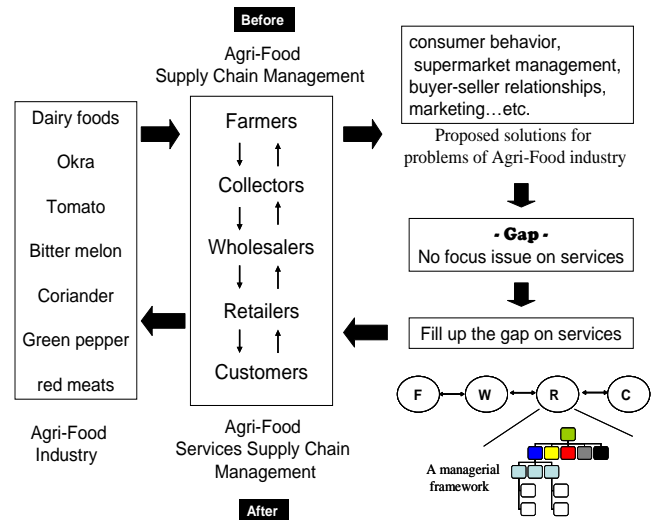 Before
Agri-Food
Supply Chain Management
Dairy foods
Okra
Tomato
Bitter melon
Coriander
Green pepper
red meats
Agri-Food
Industry
Farmers
Collectors
Wholesalers
Retailers
Customers
Agri-Food
Services Supply Chain
Management
After
consumer behavior,
supermarket management,
buyer-seller relationships,
marketing…etc.
Proposed solutions for
problems of Agri-Food industry
- Gap -
No focus issue on services
Fill up the gap on services
F W R C
A managerial
framework